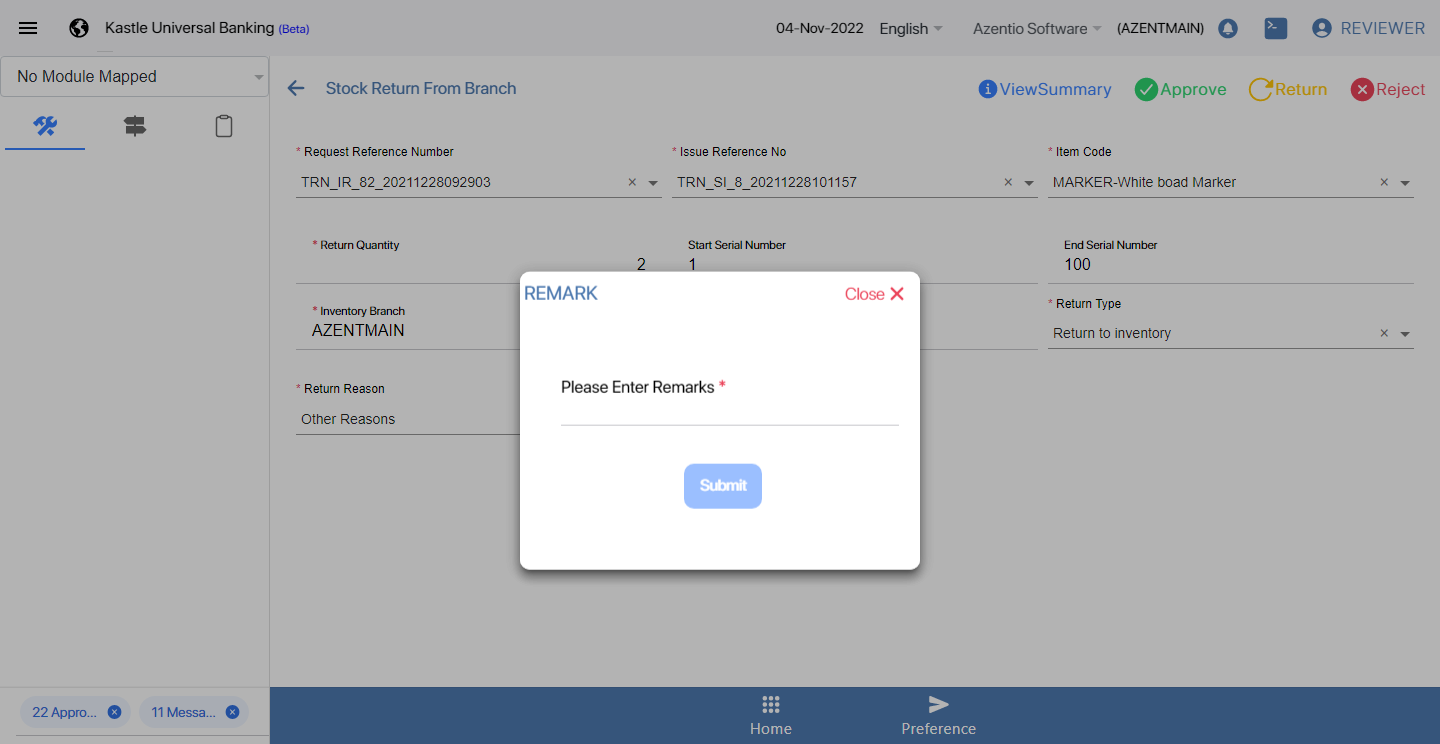 Kastle Universal Banking (Beta)
04-Nov-2022 English Azentio Software (AZENTMAIN) REVIEWER
No Module Mapped
Stock Return From Branch
ViewSummary Approve Return Reject
* Request Reference Number
TRN_IR_82_20211228092903
* Issue Reference No
TRN_SI_8_20211228101157
* Item Code
MARKER-White boad Marker
* Return Quantity
2
Start Serial Number
1
End Serial Number
100
* Inventory Branch
AZENTMAIN
* Return Type
Return to inventory
* Return Reason
Other Reasons
REMARK
Close
Please Enter Remarks *
Submit
22 Appro...
11 Messa...
Home
Preference